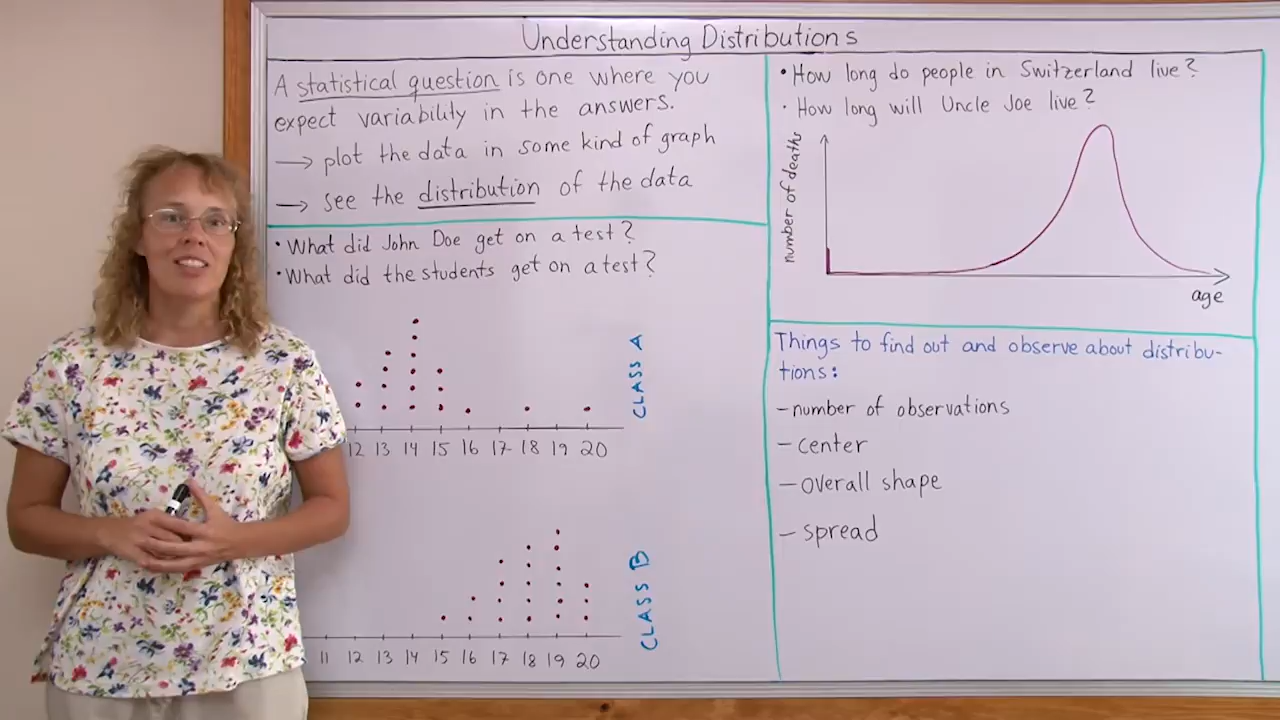 Understanding Distributions
A statistical question is one where you
expect variability in the answers.
→ plot the data in some kind of graph
→ see the distribution of the data
• What did John Doe get on a test?
• What did the students get on a test?
CLASS A
12 13 14 15 16 17 18 19 20
CLASS B
11 12 13 14 15 16 17 18 19 20
• How long do people in Switzerland live?
• How long will Uncle Joe live?
number of deaths
age
Things to find out and observe about distribu-
tions:
- number of observations
- center
- overall shape
- spread